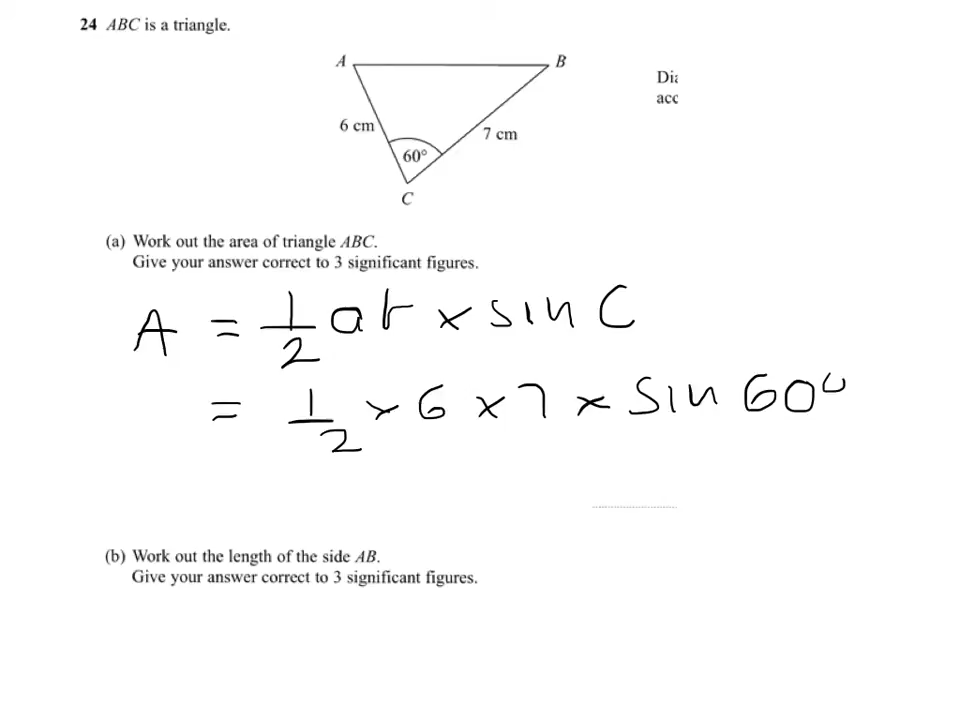 24 ABC is a triangle.
A
B
Dia
acc
6 cm
7 cm
60°
C
(a) Work out the area of triangle ABC.
Give your answer correct to 3 significant figures.
A = 1/2 ab × sin C
= 1/2 × 6 × 7 × sin 60°
(b) Work out the length of the side AB.
Give your answer correct to 3 significant figures.